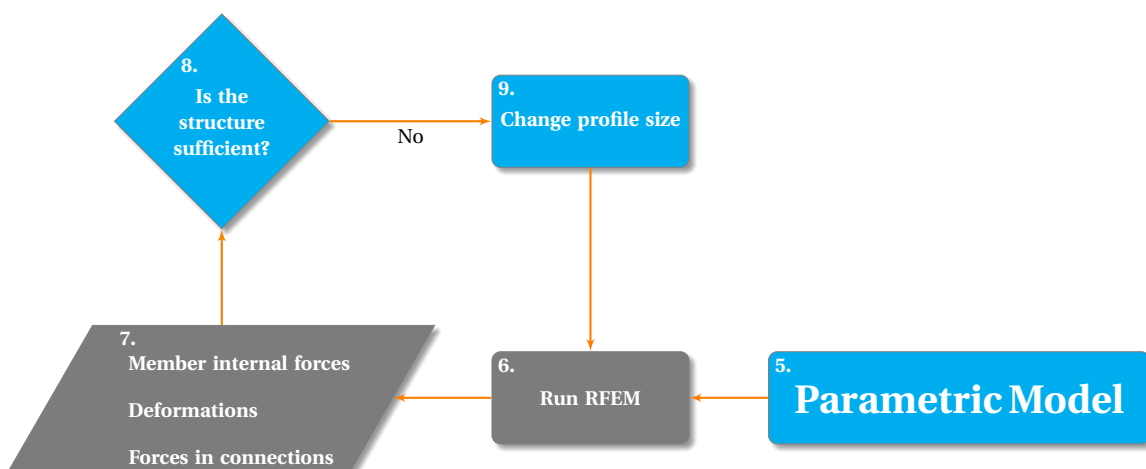 8.
Is the
structure
sufficient?
No
9.
Change profile size
7.
Member internal forces
Deformations
Forces in connections
6.
Run RFEM
5.
Parametric Model